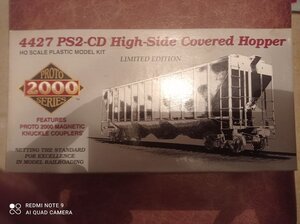 4427 PS2-CD High-Side Covered Hopper
HO SCALE PLASTIC MODEL KIT
LIMITED EDITION
PROTO
2000
SERIES
FEATURES
PROTO 2000 MAGNETIC
KNUCKLE COUPLERS
SETTING THE STANDARD
FOR EXCELLENCE
IN MODEL RAILROADING
REDMI NOTE 9
AI QUAD CAMERA